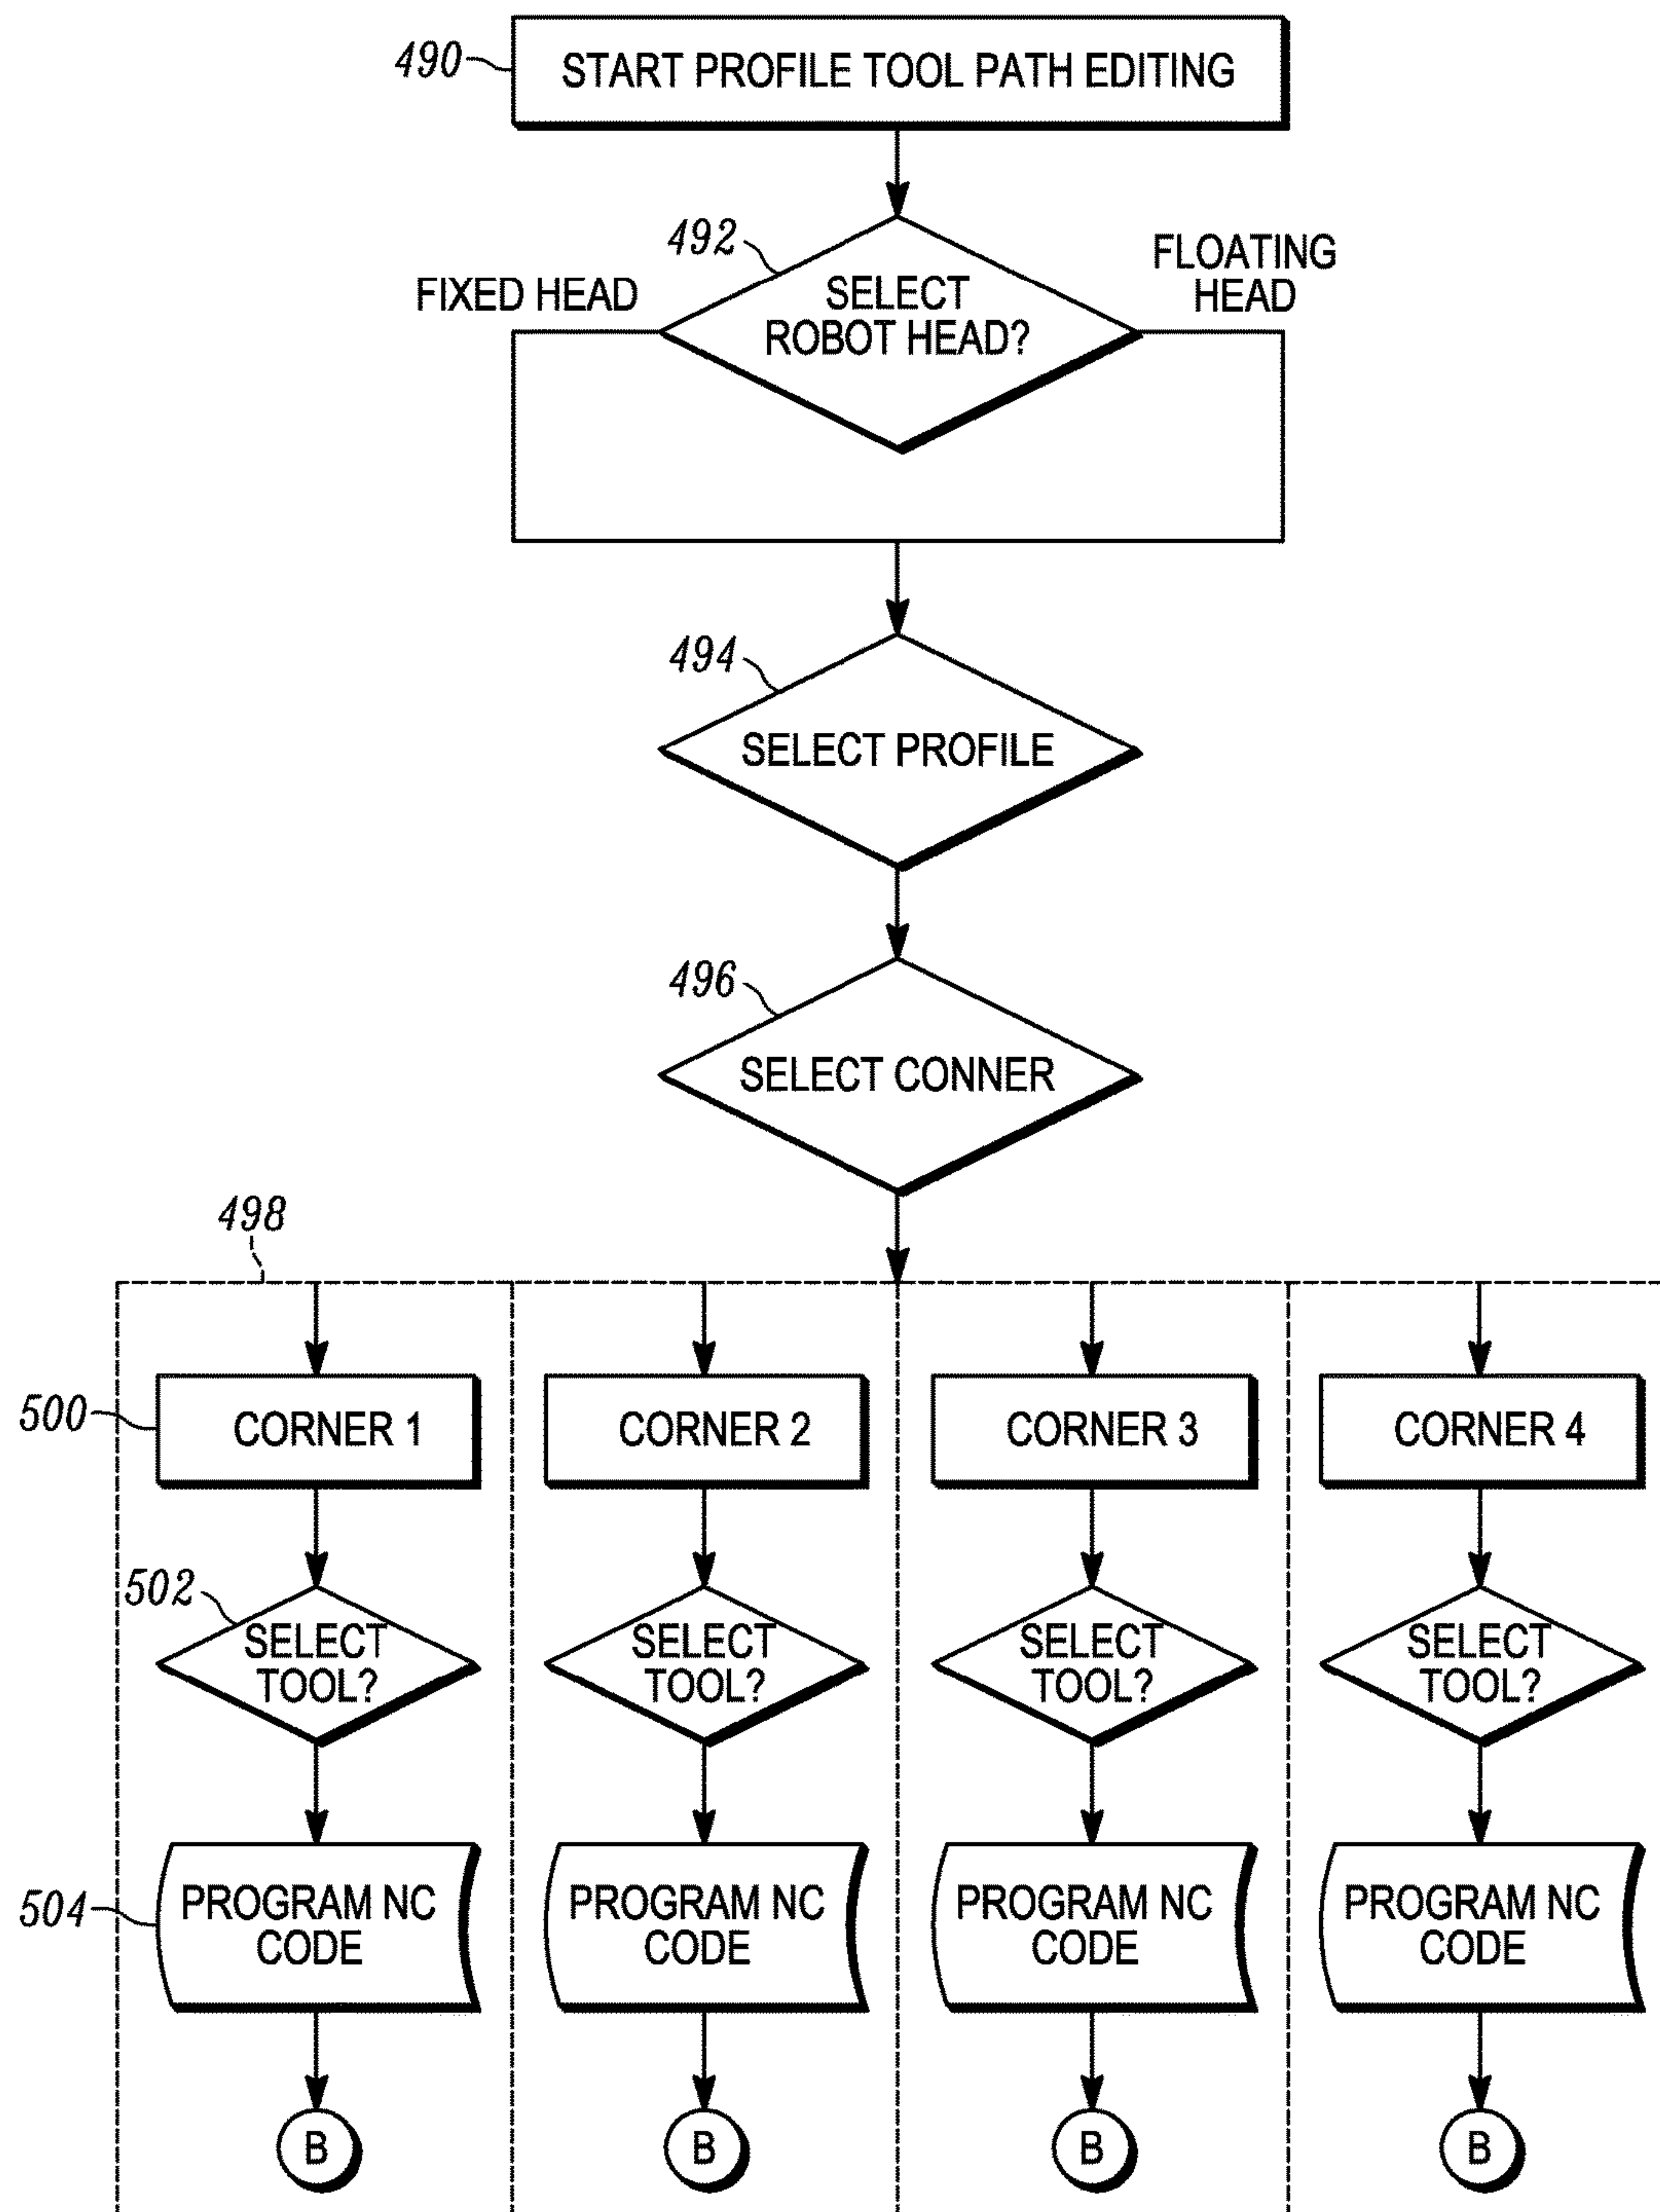 490
START PROFILE TOOL PATH EDITING
492
FIXED HEAD
SELECT
ROBOT HEAD?
FLOATING
HEAD
494
SELECT PROFILE
496
SELECT CONNER
498
500
CORNER 1
CORNER 2
CORNER 3
CORNER 4
502
SELECT
TOOL?
SELECT
TOOL?
SELECT
TOOL?
SELECT
TOOL?
504
PROGRAM NC
CODE
PROGRAM NC
CODE
PROGRAM NC
CODE
PROGRAM NC
CODE
B
B
B
B